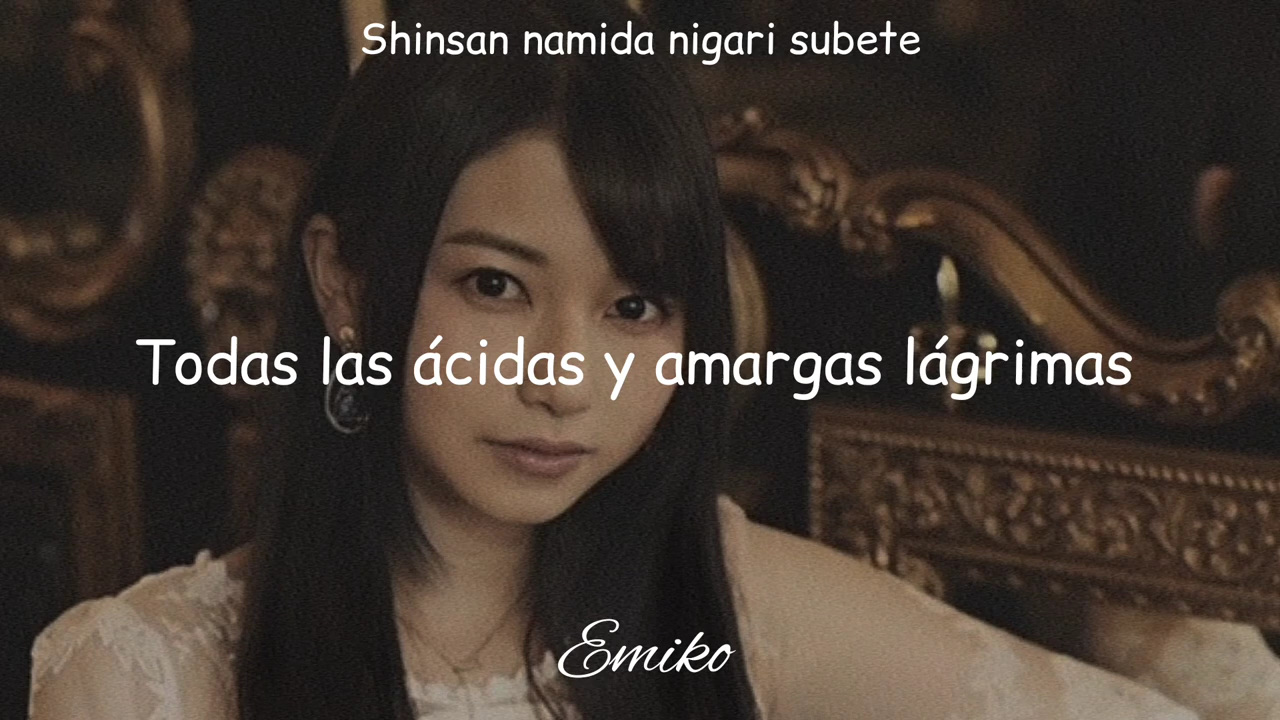 Shinsan namida nigari subete
Todas las ácidas y amargas lágrimas
Emiko